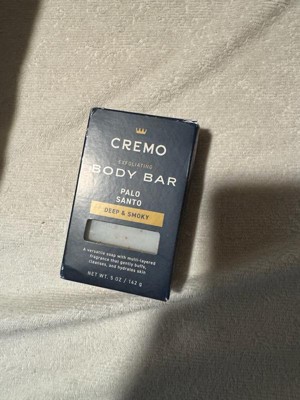 CREMO
EXFOLIATING
BODY BAR
PALO
SANTO
DEEP & SMOKY
A versatile soap with multi-layered
fragrance that gently buffs,
cleanses, and hydrates skin
NET WT. 5 OZ / 142 g